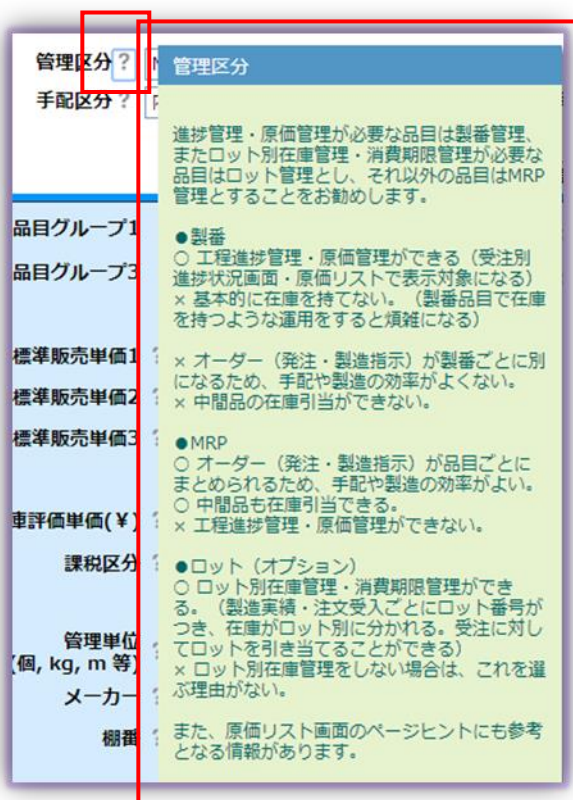 管理区分 ?
手配区分 ?
品目グループ1
品目グループ3
標準販売単価1 ?
標準販売単価2 ?
標準販売単価3 ?
庫評価単価(¥) ?
課税区分 ?
管理単位 ?
(個, kg, m 等)
メーカー ?
棚番 ?
管理区分
進捗管理・原価管理が必要な品目は製番管理、
またロット別在庫管理・消費期限管理が必要な
品目はロット管理とし、それ以外の品目はMRP
管理とすることをお勧めします。
●製番
○ 工程進捗管理・原価管理ができる(受注別
進捗状況画面・原価リストで表示対象になる)
× 基本的に在庫を持てない。(製番品目で在庫
を持つような運用をすると煩雑になる)
× オーダー(発注・製造指示)が製番ごとに別
になるため、手配や製造の効率がよくない。
× 中間品の在庫引当ができない。
●MRP
○ オーダー(発注・製造指示)が品目ごとに
まとめられるため、手配や製造の効率がよい。
○ 中間品も在庫引当できる。
× 工程進捗管理・原価管理ができない。
●ロット(オプション)
○ ロット別在庫管理・消費期限管理ができ
る。(製造実績・注文受入ごとにロット番号が
つき、在庫がロット別に分かれる。受注に対し
てロットを引き当てることができる)
× ロット別在庫管理をしない場合は、これを選
ぶ理由がない。
また、原価リスト画面のページヒントにも参考
となる情報があります。